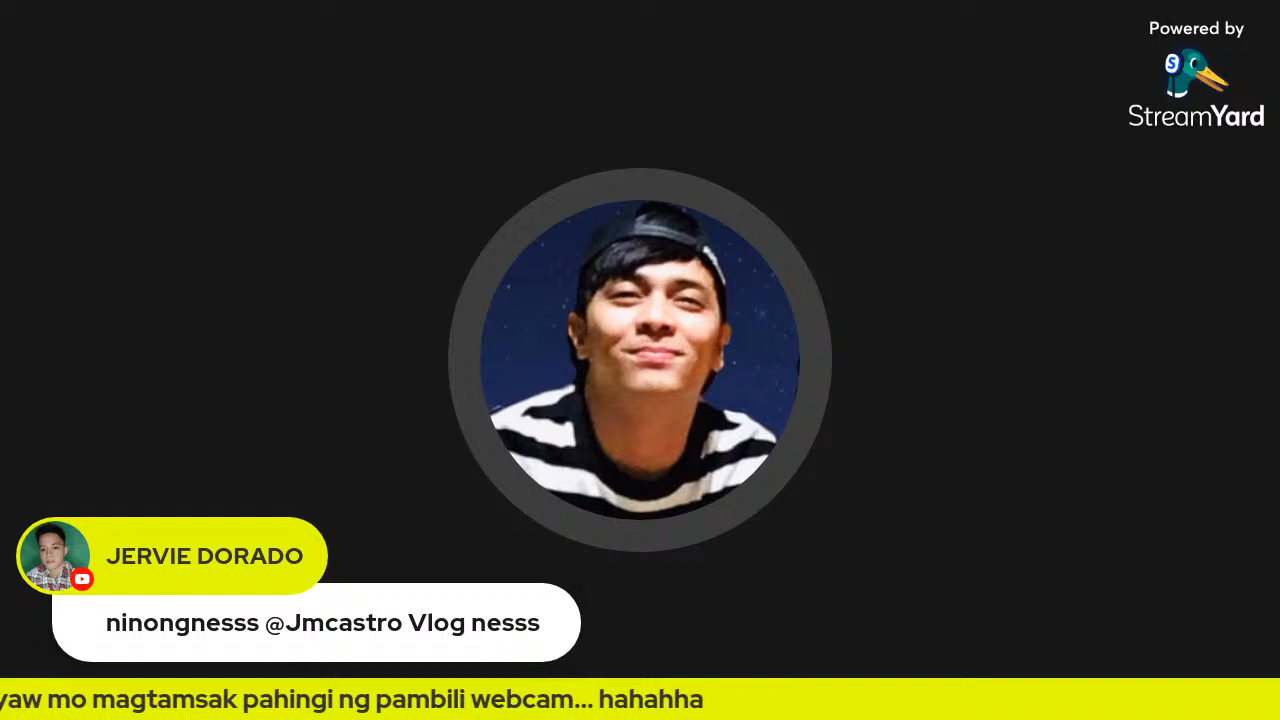 Powered by
S
StreamYard
JERVIE DORADO
ninongnesss @Jmcastro Vlog nesss
yaw mo magtamsak pahingi ng pambili webcam... hahahha